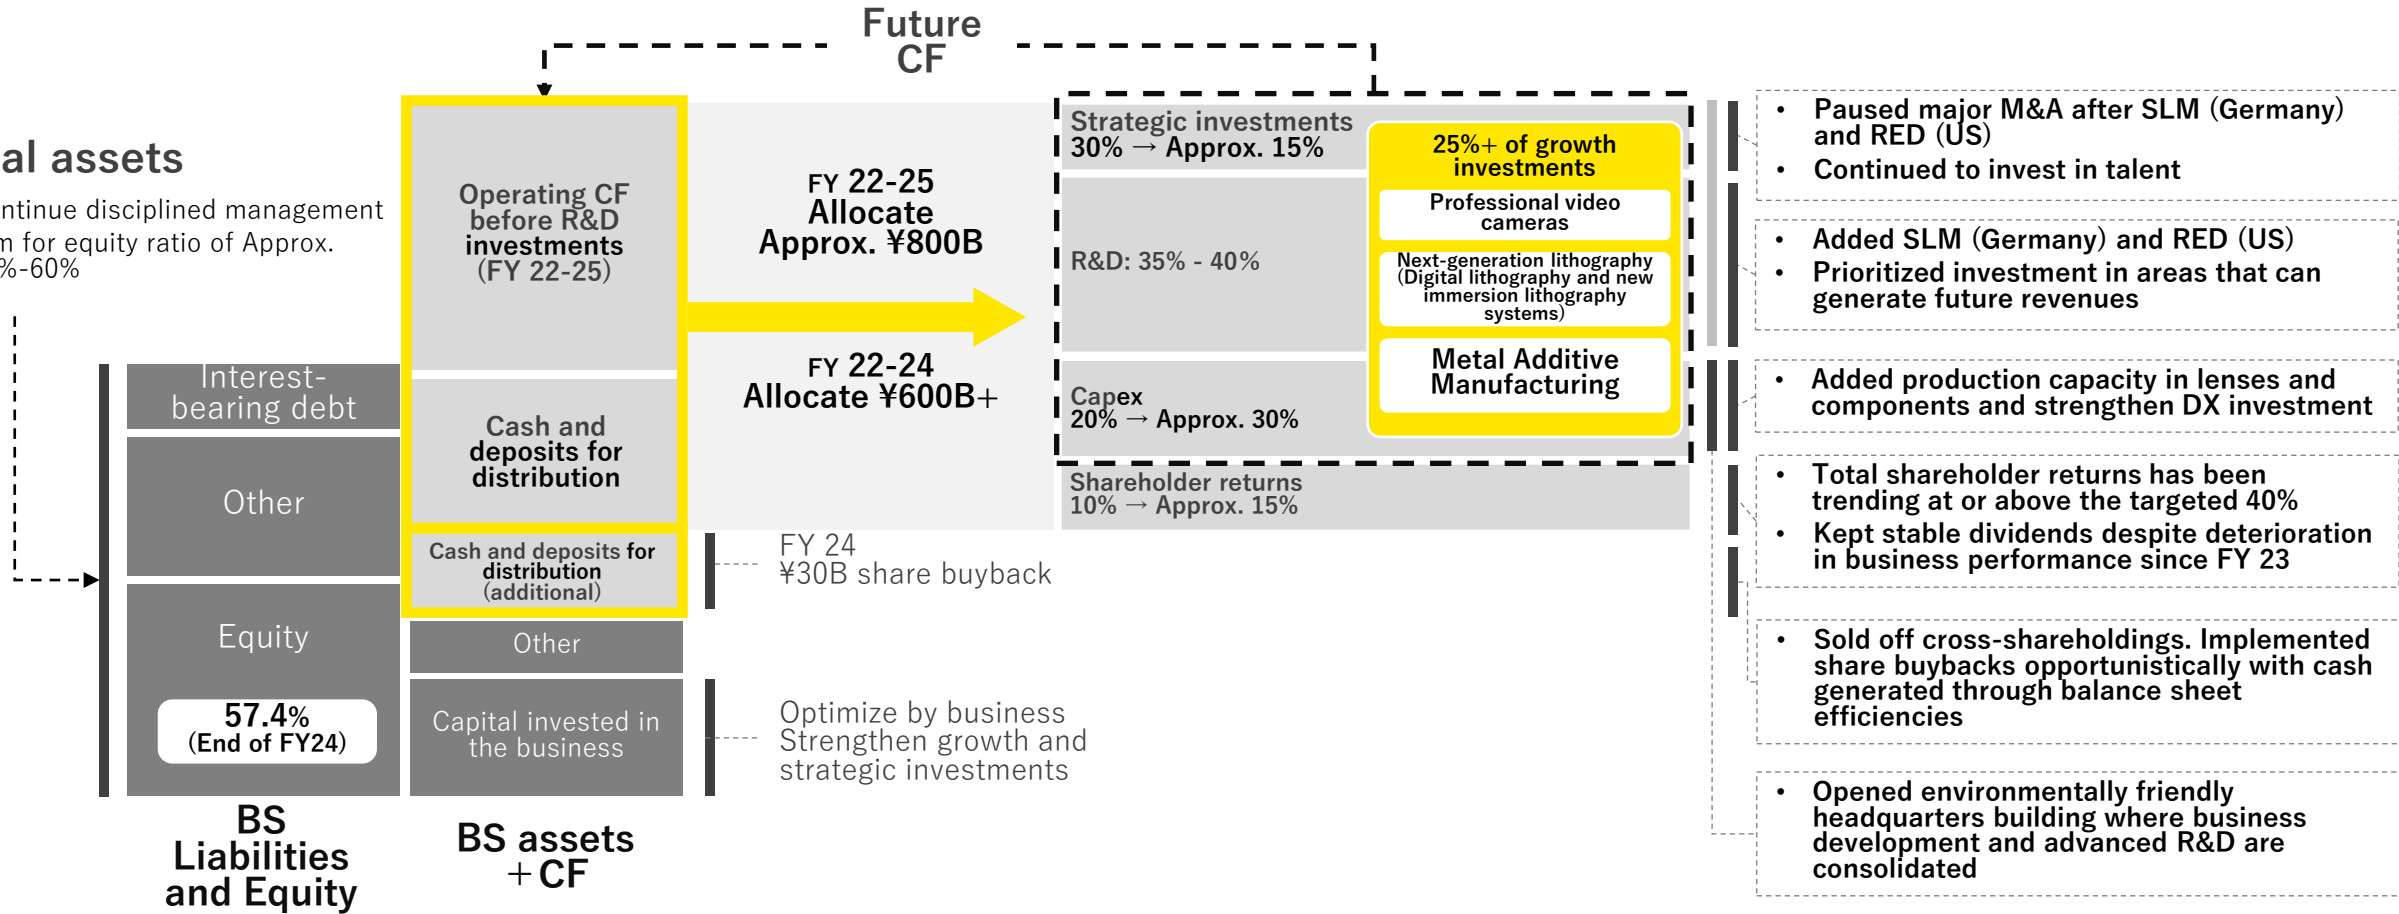 Future
CF
al assets
ntinue disciplined management
m for equity ratio of Approx.
%-60%
Interest-
bearing debt
Other
Equity
57.4%
(End of FY24)
BS
Liabilities
and Equity
Operating CF
before R&D
investments
(FY 22-25)
Cash and
deposits for
distribution
Cash and deposits for
distribution
(additional)
Other
Capital invested in
the business
BS assets
+CF
FY 22-25
Allocate
Approx. ¥800B
FY 22-24
Allocate ¥600B+
FY 24
¥30B share buyback
Optimize by business
Strengthen growth and
strategic investments
Strategic investments
30% → Approx. 15%
R&D: 35% - 40%
Capex
20% → Approx. 30%
Shareholder returns
10% → Approx. 15%
25%+ of growth
investments
Professional video
cameras
Next-generation lithography
(Digital lithography and new
immersion lithography
systems)
Metal Additive
Manufacturing
• Paused major M&A after SLM (Germany)
and RED (US)
• Continued to invest in talent
• Added SLM (Germany) and RED (US)
• Prioritized investment in areas that can
generate future revenues
• Added production capacity in lenses and
components and strengthen DX investment
• Total shareholder returns has been
trending at or above the targeted 40%
• Kept stable dividends despite deterioration
in business performance since FY 23
• Sold off cross-shareholdings. Implemented
share buybacks opportunistically with cash
generated through balance sheet
efficiencies
• Opened environmentally friendly
headquarters building where business
development and advanced R&D are
consolidated